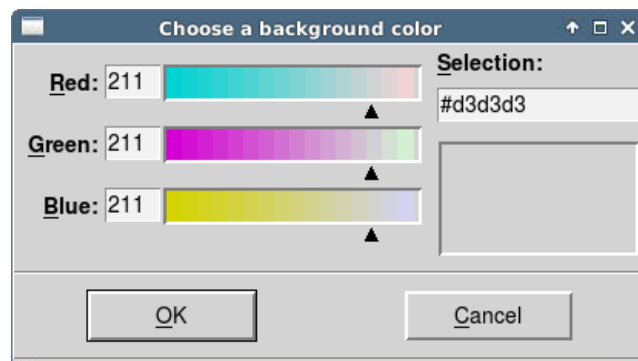 Choose a background color
Red: 211
Selection:
#d3d3d3
Green: 211
Blue: 211
OK
Cancel